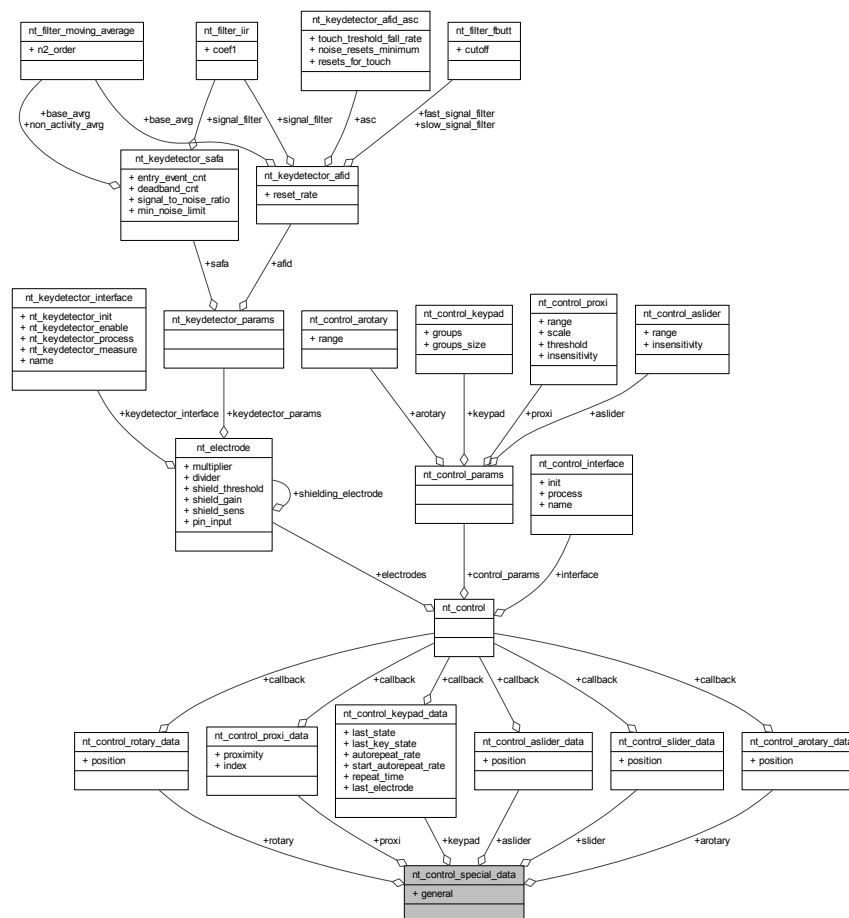 nt_keydetector_afid_asc
+ touch_treshold_fall_rate
+ noise_resets_minimum
+ resets_for_touch
nt_filter_moving_average
+ n2_order
nt_filter_iir
+ coef1
nt_filter_fbutt
+ cutoff
+base_avrg
+non_activity_avrg
+base_avrg
+signal_filter
+signal_filter
+asc
+fast_signal_filter
+slow_signal_filter
nt_keydetector_safa
+ entry_event_cnt
+ deadband_cnt
+ signal_to_noise_ratio
+ min_noise_limit
nt_keydetector_afid
+ reset_rate
+safa
+afid
nt_keydetector_interface
+ nt_keydetector_init
+ nt_keydetector_enable
+ nt_keydetector_process
+ nt_keydetector_measure
+ name
nt_keydetector_params
nt_control_arotary
+ range
nt_control_keypad
+ groups
+ groups_size
nt_control_proxi
+ range
+ scale
+ threshold
+ insensitivity
nt_control_aslider
+ range
+ insensitivity
+keydetector_interface
+keydetector_params
+arotary
+keypad
+proxi
+aslider
nt_electrode
+ multiplier
+ divider
+ shield_threshold
+ shield_gain
+ shield_sens
+ pin_input
+shielding_electrode
nt_control_params
nt_control_interface
+ init
+ process
+ name
+electrodes
+control_params
+interface
nt_control
+callback
+callback
+callback
+callback
+callback
+callback
nt_control_rotary_data
+ position
nt_control_proxi_data
+ proximity
+ index
nt_control_keypad_data
+ last_state
+ last_key_state
+ autorepeat_rate
+ start_autorepeat_rate
+ repeat_time
+ last_electrode
nt_control_aslider_data
+ position
nt_control_slider_data
+ position
nt_control_arotary_data
+ position
+rotary
+proxi
+keypad
+aslider
+slider
+arotary
nt_control_special_data
+ general